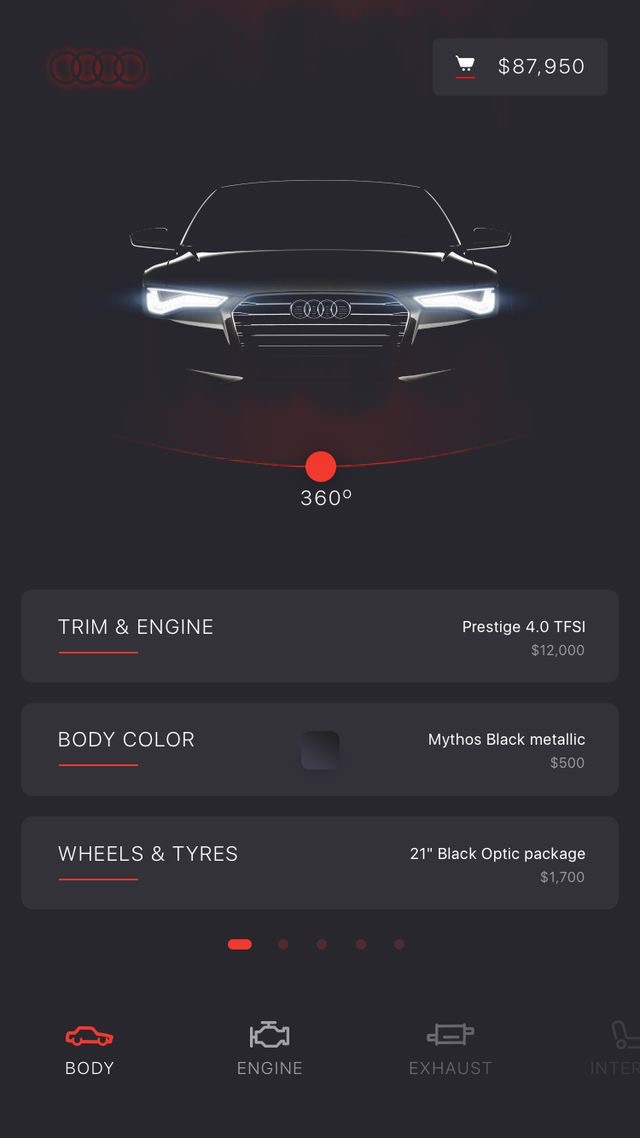 $87,950
360º
TRIM & ENGINE
Prestige 4.0 TFSI
$12,000
BODY COLOR
Mythos Black metallic
$500
WHEELS & TYRES
21" Black Optic package
$1,700
BODY
ENGINE
EXHAUST
INTER